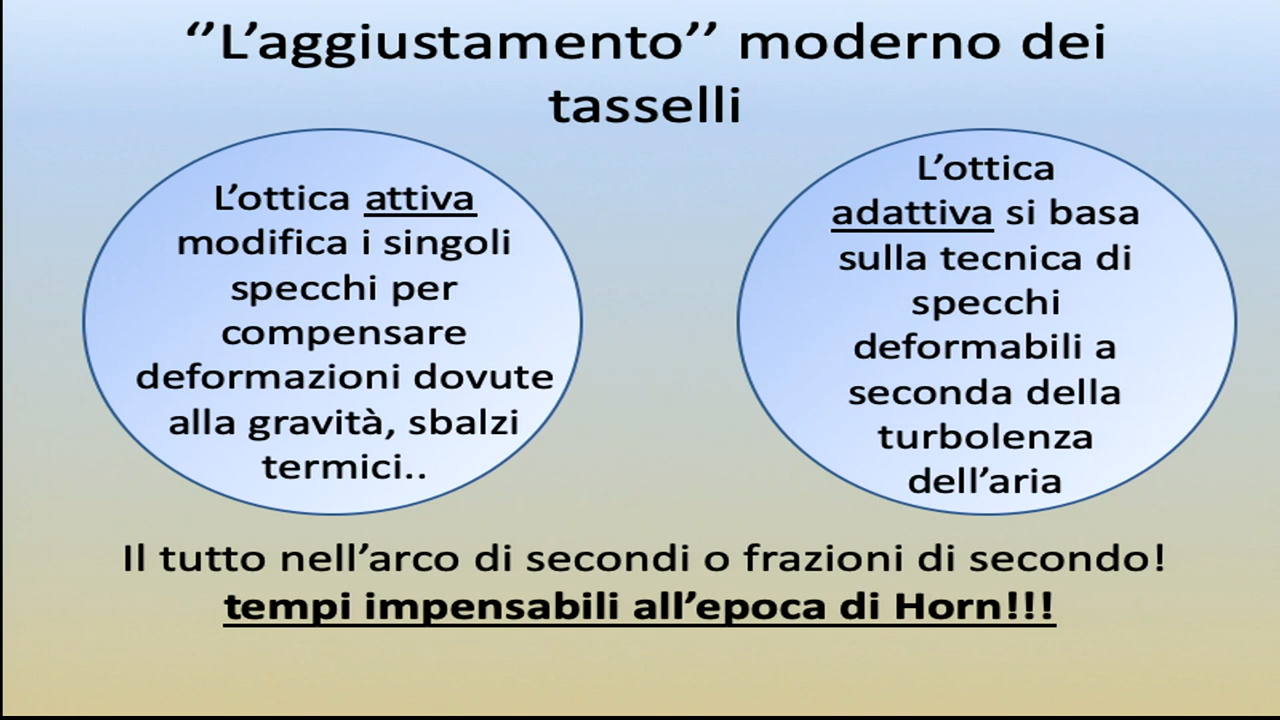 ‘’L’aggiustamento’’ moderno dei
tasselli
L’ottica attiva
modifica i singoli
specchi per
compensare
deformazioni dovute
alla gravità, sbalzi
termici..
L’ottica
adattiva si basa
sulla tecnica di
specchi
deformabili a
seconda della
turbolenza
dell’aria
Il tutto nell’arco di secondi o frazioni di secondo!
tempi impensabili all’epoca di Horn!!!